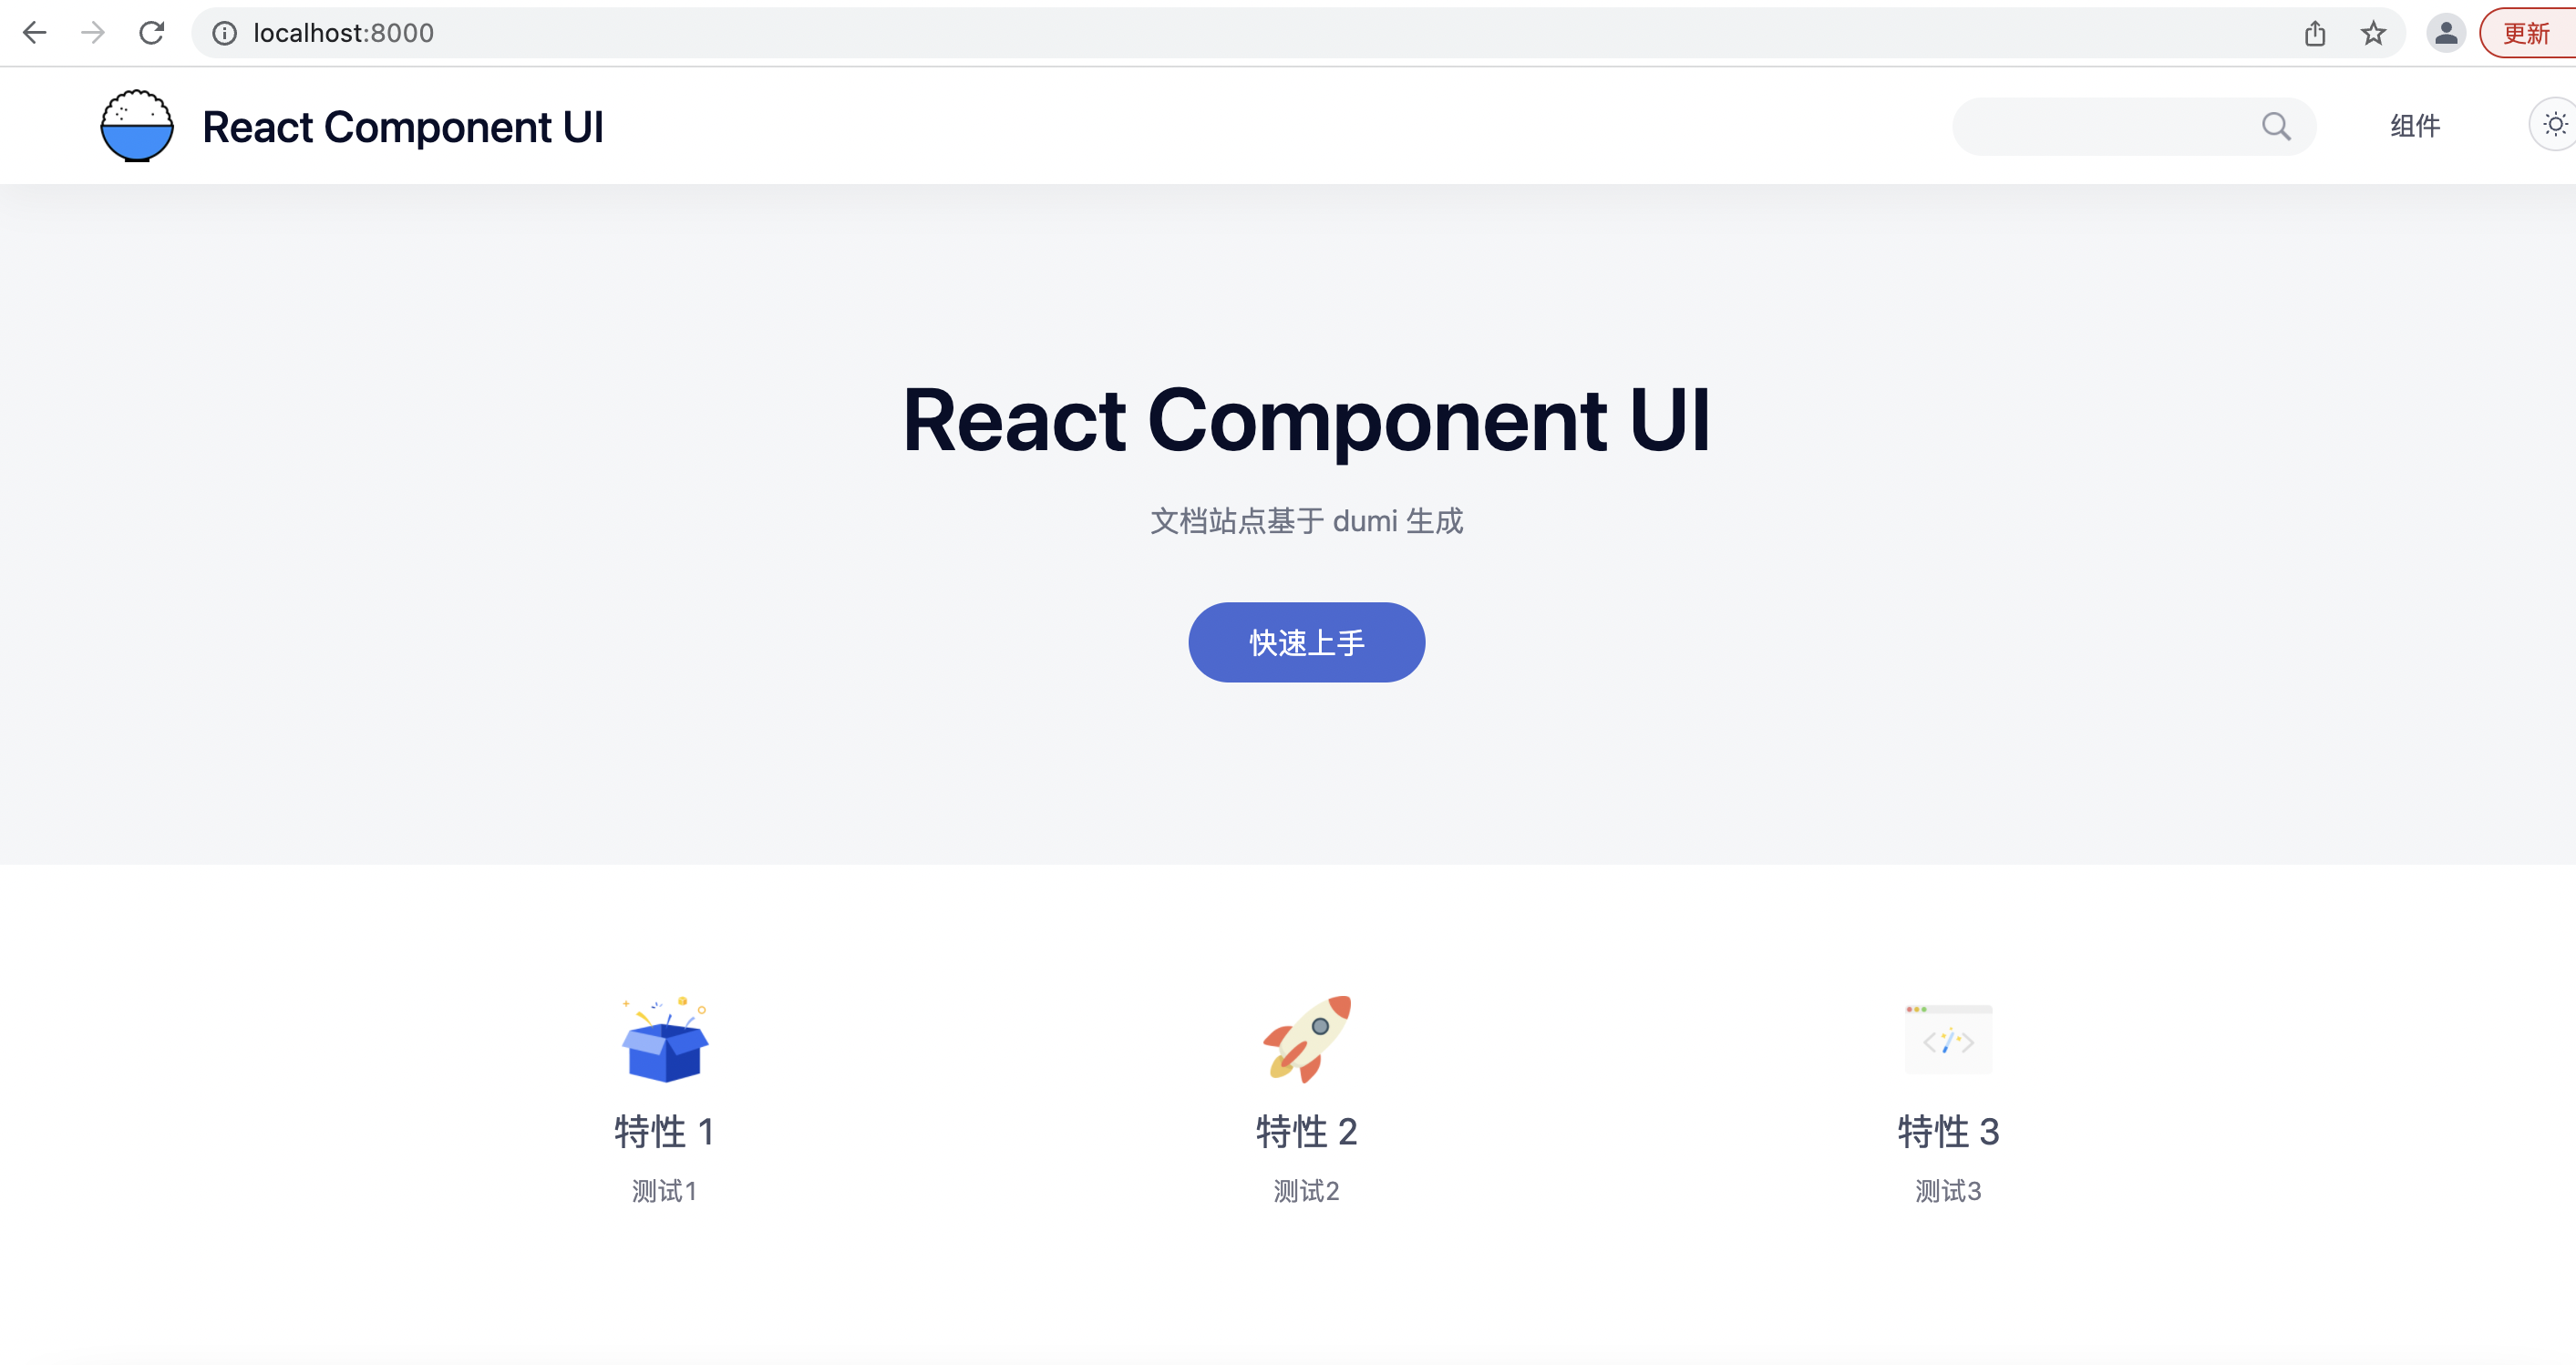 localhost:8000
更新
React Component UI
组件
React Component UI
文档站点基于 dumi 生成
快速上手
特性 1
特性 2
特性 3
测试1
测试2
测试3